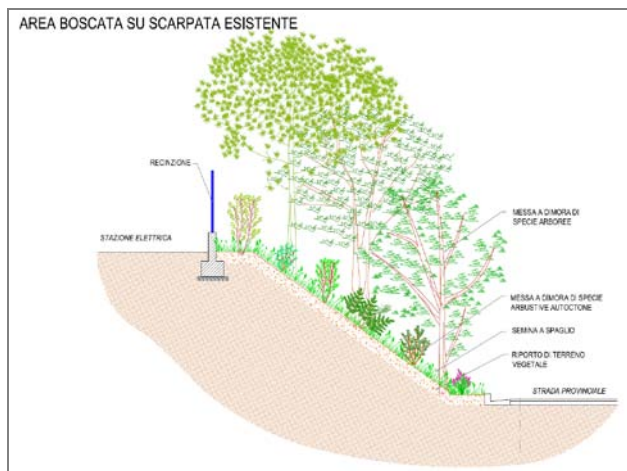 AREA BOSCATA SU SCARPATA ESISTENTE
RECINZIONE
STAZIONE ELETTRICA
MESSA A DIMORA DI
SPECIE ARBOREE
MESSA A DIMORA DI SPECIE
ARBUSTIVE AUTOCTONE
SEMINA A SPAGLIO
RIPORTO DI TERRENO
VEGETALE
STRADA PROVINCIALE